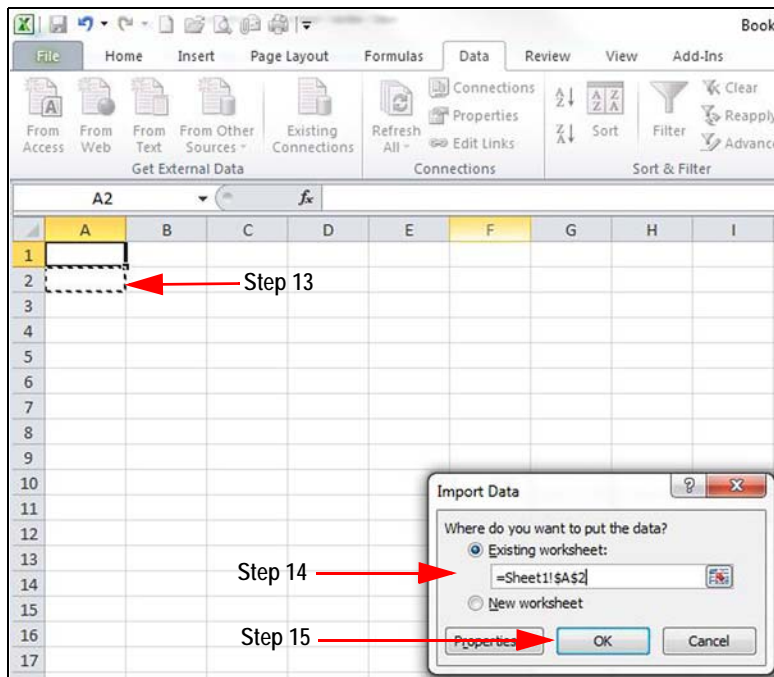 Book
File Home Insert Page Layout Formulas Data Review View Add-Ins
From Access
From Web
From Text
From Other Sources
Existing Connections
Get External Data
Refresh All
Connections
Properties
Edit Links
Connections
A Z
Z A
A Z
Z A
Sort
Filter
Clear
Reapply
Advanc
Sort & Filter
A2 fx
A B C D E F G H I
1
2 Step 13
3
4
5
6
7
8
9
10
11
12
13
14
15
16
17
Import Data
?
Where do you want to put the data?
Existing worksheet:
Step 14
=Sheet1!$A$2
New worksheet
Step 15
Properties OK Cancel